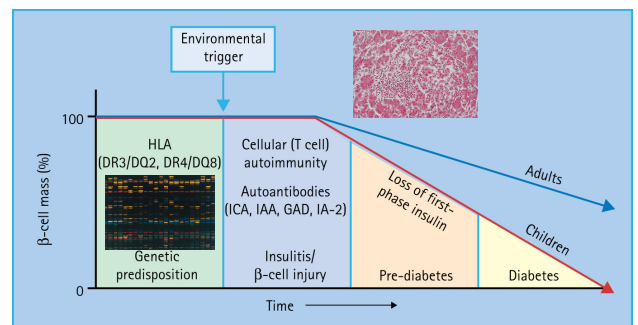 Environmental
trigger
100
β-cell mass (%)
0
HLA
(DR3/DQ2, DR4/DQ8)
Genetic
predisposition
Cellular (T cell)
autoimmunity
Autoantibodies
(ICA, IAA, GAD, IA-2)
Insulitis/
β-cell injury
Loss of first-
phase insulin
Pre-diabetes
Adults
Children
Diabetes
Time